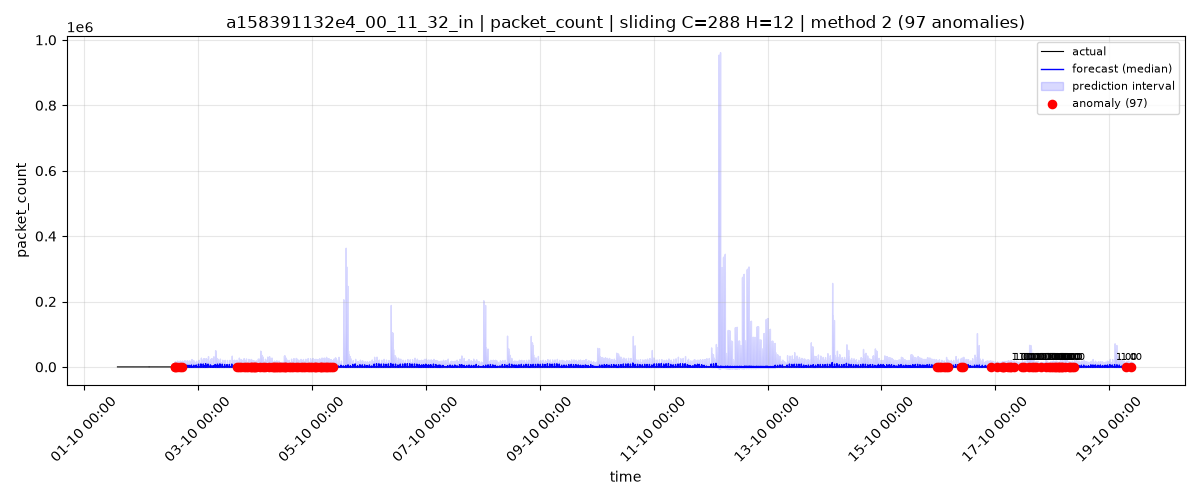 a158391132e4_00_11_32_in | packet_count | sliding C=288 H=12 | method 2 (97 anomalies)
1e6
actual
forecast (median)
prediction interval
anomaly (97)
1.0
0.8
0.6
0.4
0.2
0.0
packet_count
01-10 00:00
03-10 00:00
05-10 00:00
07-10 00:00
09-10 00:00
11-10 00:00
13-10 00:00
15-10 00:00
17-10 00:00
19-10 00:00
time